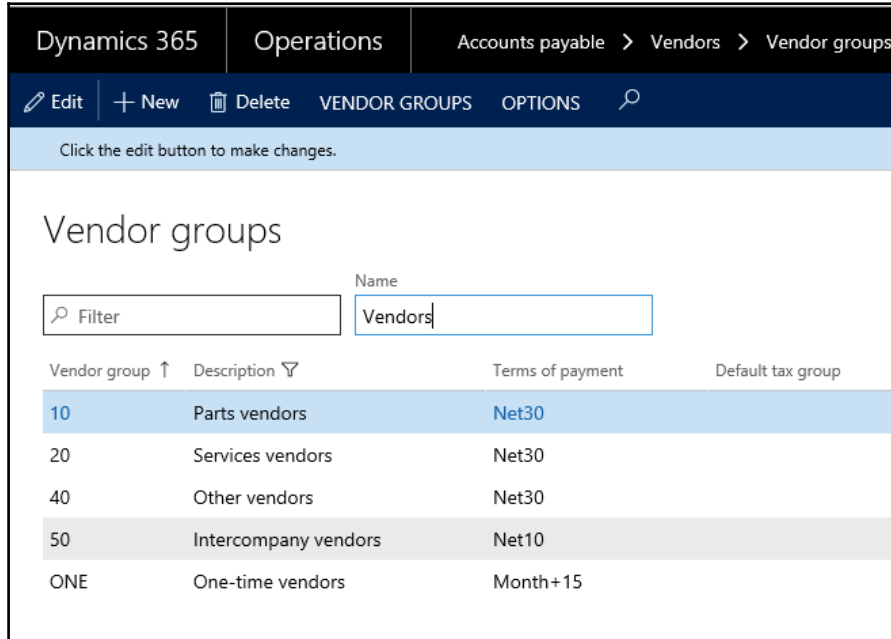 Dynamics 365 Operations Accounts payable > Vendors > Vendor groups
Edit + New Delete VENDOR GROUPS OPTIONS
Click the edit button to make changes.
Vendor groups
Name
Filter Vendors
Vendor group ↑ Description Terms of payment Default tax group
10 Parts vendors Net30
20 Services vendors Net30
40 Other vendors Net30
50 Intercompany vendors Net10
ONE One-time vendors Month+15